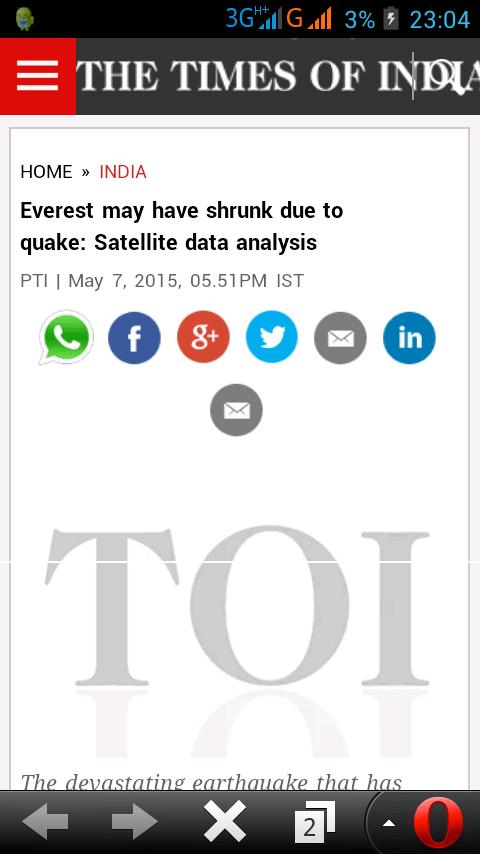 3G H+ G 3% 23:04
THE TIMES OF INDIA
HOME » INDIA
Everest may have shrunk due to
quake: Satellite data analysis
PTI | May 7, 2015, 05.51PM IST
f g+ in
TOI
The devastating earthquake that has
2